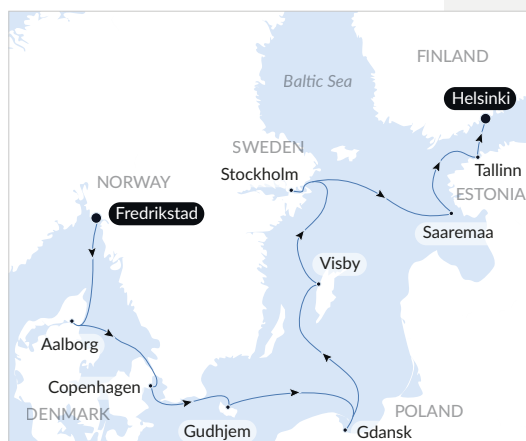 FINLAND
Baltic Sea
Helsinki
SWEDEN
Tallinn
Stockholm
NORWAY
ESTONIA
Fredrikstad
Saaremaa
Visby
Aalborg
Copenhagen
DENMARK
POLAND
Gudhjem
Gdansk